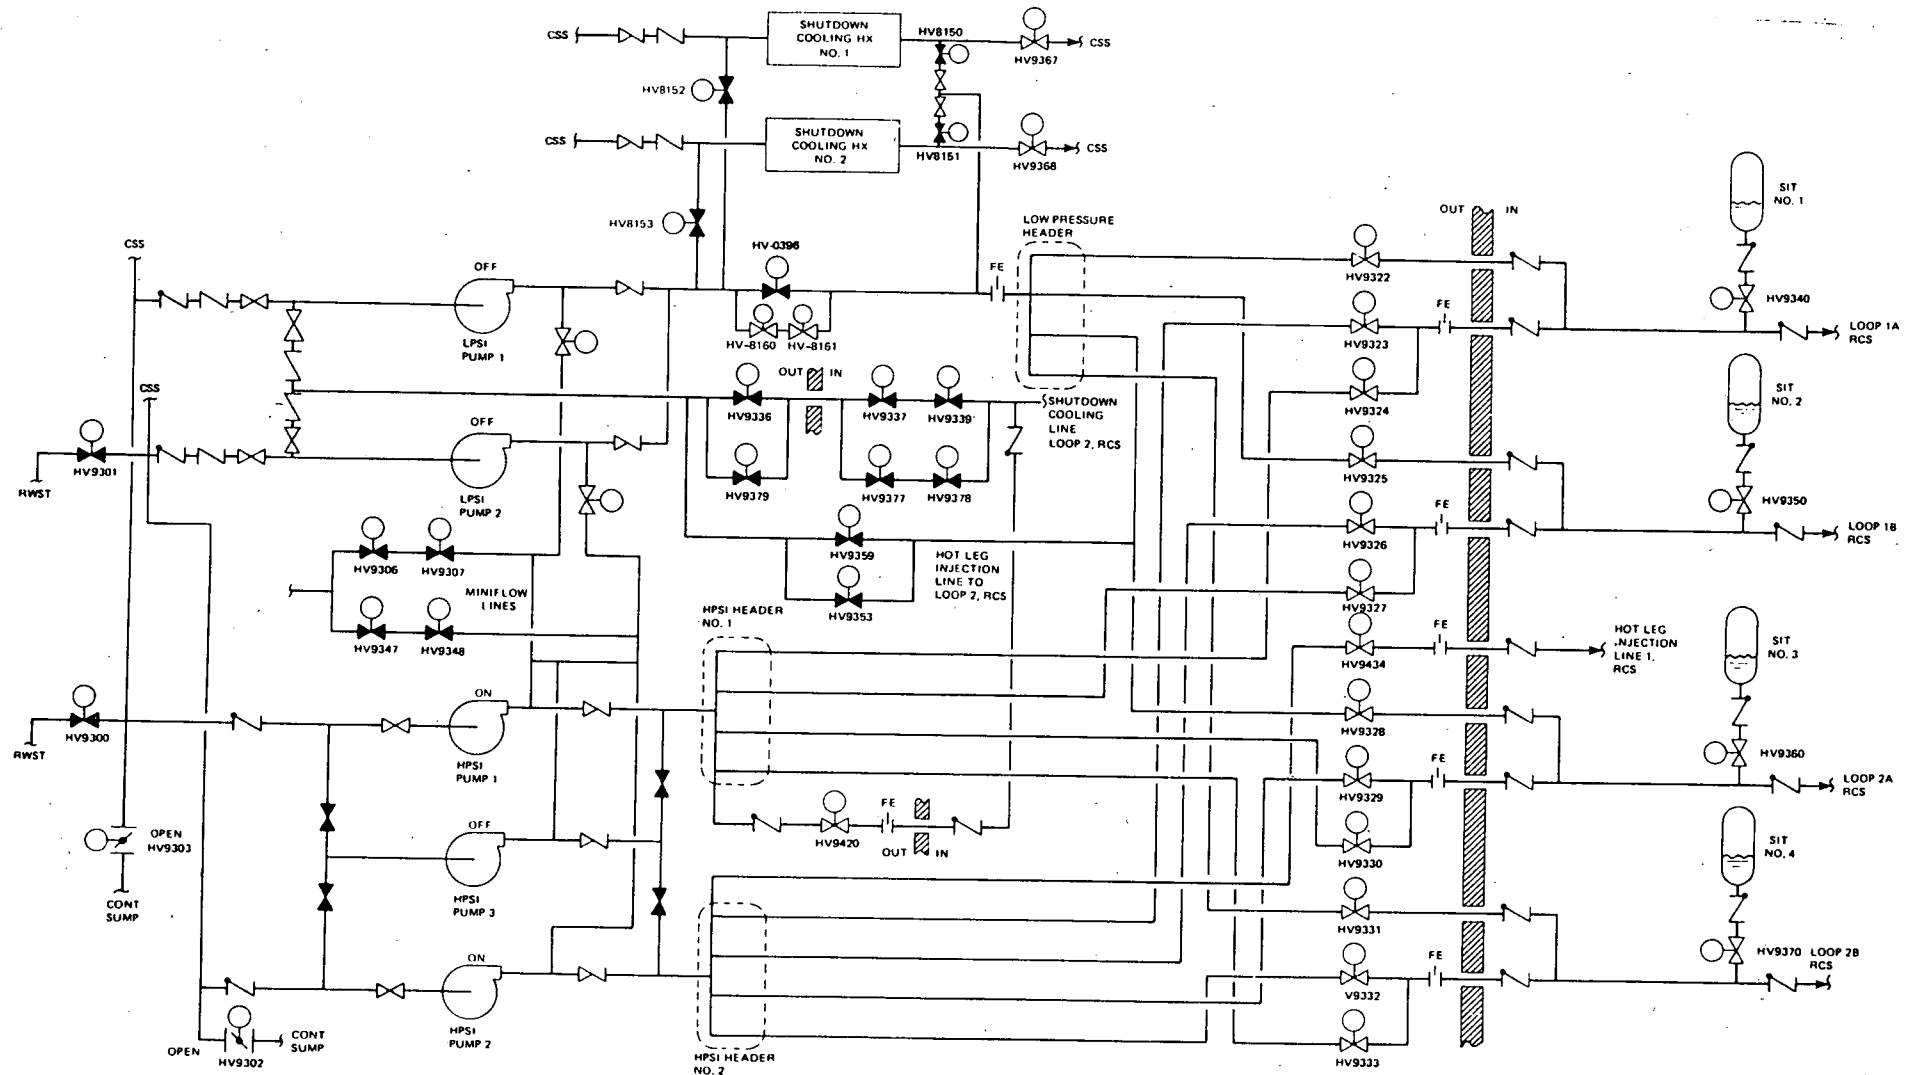 SHUTDOWN
COOLING HX
NO. 1
CSS
HV8150
CSS
HV9367
HV8152
SHUTDOWN
COOLING HX
NO. 2
CSS
HV8151
CSS
HV9368
HV8153
LOW PRESSURE
HEADER
OUT IN
SIT
NO. 1
CSS
OFF
HV-0396
FE
HV9322
HV9340
LPSI
PUMP 1
HV-8160
HV-8161
FE
HV9323
LOOP 1A
RCS
CSS
OUT IN
HV9336
HV9337
HV9339
SHUTDOWN
COOLING
LINE
LOOP 2, RCS
HV9324
SIT
NO. 2
OFF
HV9301
RWST
HV9379
HV9377
HV9378
HV9325
HV9350
LPSI
PUMP 2
FE
HV9326
LOOP 1B
RCS
HV9306
HV9307
HV9359
HOT LEG
INJECTION
LINE TO
LOOP 2, RCS
MINIFLOW
LINES
HV9353
HV9327
HPSI HEADER
NO. 1
HV9347
HV9348
FE
HV9434
HOT LEG
INJECTION
LINE 1,
RCS
SIT
NO. 3
ON
HV9300
RWST
HPSI
PUMP 1
HV9328
HV9360
FE
HV9329
LOOP 2A
RCS
OPEN
HV9303
OFF
HV9420
FE
OUT IN
HV9330
SIT
NO. 4
CONT
SUMP
HPSI
PUMP 3
HV9331
ON
FE
V9332
HV9370 LOOP 2B
RCS
OPEN
HV9302
CONT
SUMP
HPSI
PUMP 2
HPSI HEADER
NO. 2
HV9333